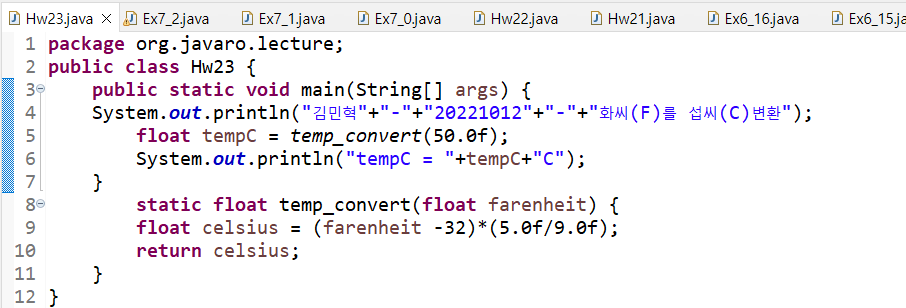 Hw23.java Ex7_2.java Ex7_1.java Ex7_0.java Hw22.java Hw21.java Ex6_16.java Ex6_15.ja
1 package org.javaro.lecture;
2 public class Hw23 {
3 public static void main(String[] args) {
4 System.out.println("김민혁"+"-"+"20221012"+"-"+"화씨(F)를 섭씨(C)변환");
5 float tempC = temp_convert(50.0f);
6 System.out.println("tempC = "+tempC+"C");
7 }
8 static float temp_convert(float farenheit) {
9 float celsius = (farenheit -32)*(5.0f/9.0f);
10 return celsius;
11 }
12 }